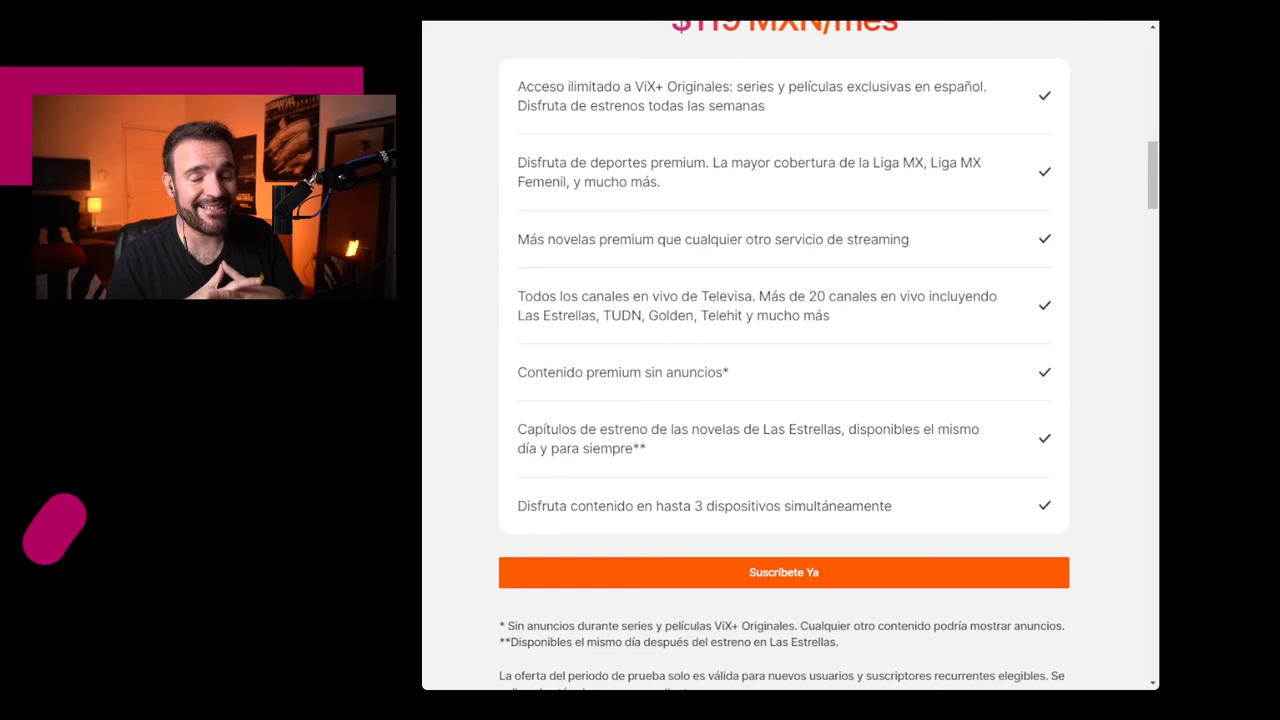 $119 MXN/mes
Acceso ilimitado a ViX+ Originales: series y películas exclusivas en español.
Disfruta de estrenos todas las semanas
Disfruta de deportes premium. La mayor cobertura de la Liga MX, Liga MX
Femenil, y mucho más.
Más novelas premium que cualquier otro servicio de streaming
Todos los canales en vivo de Televisa. Más de 20 canales en vivo incluyendo
Las Estrellas, TUDN, Golden, Telehit y mucho más
Contenido premium sin anuncios*
Capítulos de estreno de las novelas de Las Estrellas, disponibles el mismo
día y para siempre**
Disfruta contenido en hasta 3 dispositivos simultáneamente
Suscríbete Ya
* Sin anuncios durante series y películas ViX+ Originales. Cualquier otro contenido podría mostrar anuncios.
**Disponibles el mismo día después del estreno en Las Estrellas.
La oferta del periodo de prueba solo es válida para nuevos usuarios y suscriptores recurrentes elegibles. Se